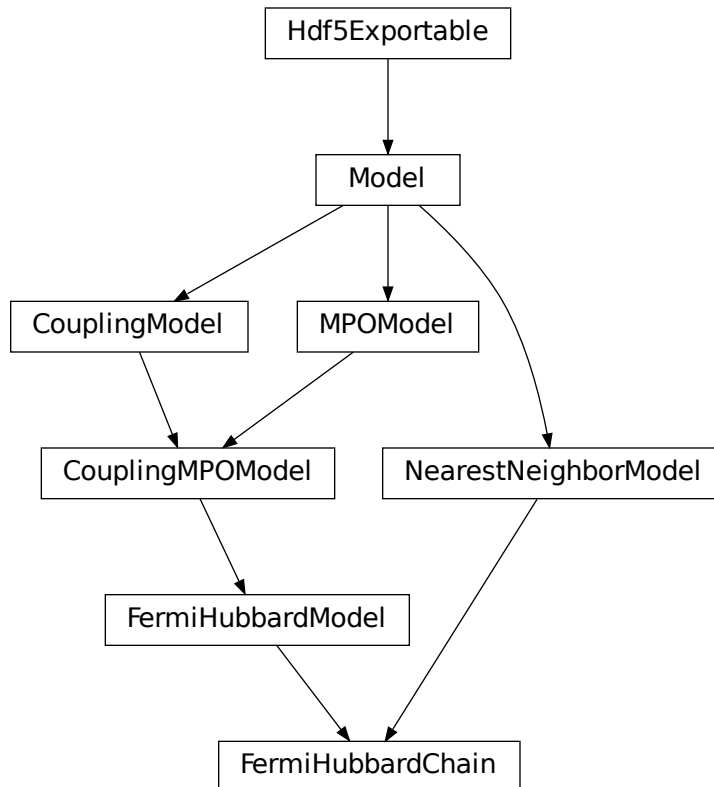 Hdf5Exportable
Model
CouplingModel
MPOModel
CouplingMPOModel
NearestNeighborModel
FermiHubbardModel
FermiHubbardChain